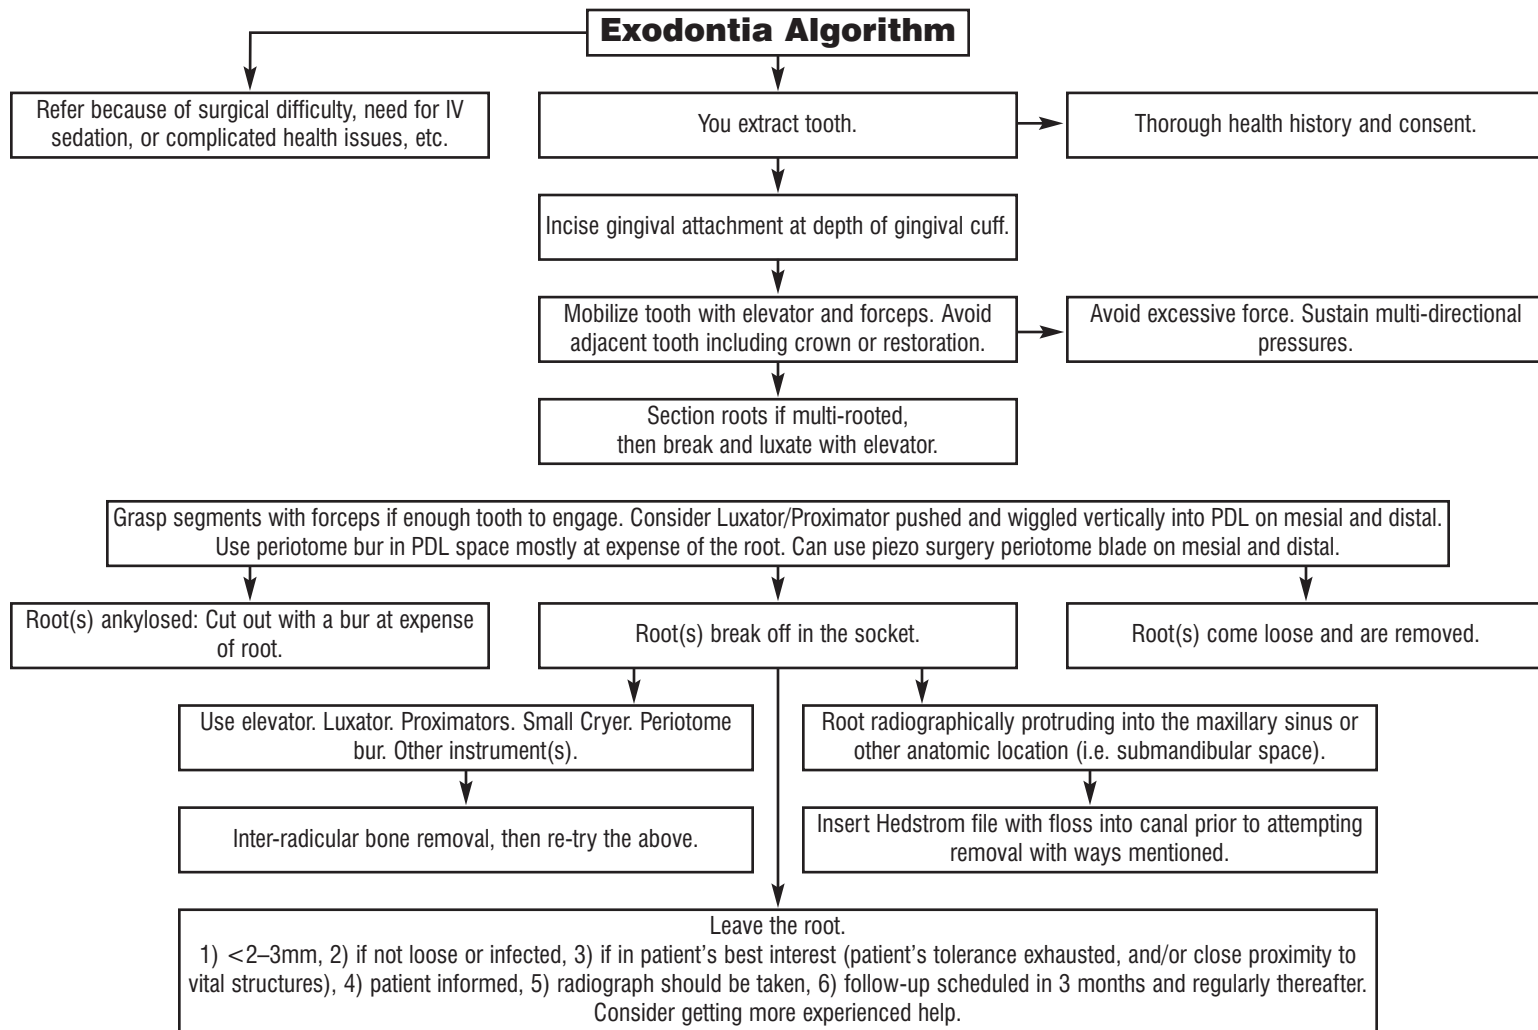 Exodontia Algorithm
Refer because of surgical difficulty, need for IV
sedation, or complicated health issues, etc.
You extract tooth.
Thorough health history and consent.
Incise gingival attachment at depth of gingival cuff.
Mobilize tooth with elevator and forceps. Avoid
adjacent tooth including crown or restoration.
Avoid excessive force. Sustain multi-directional
pressures.
Section roots if multi-rooted,
then break and luxate with elevator.
Grasp segments with forceps if enough tooth to engage. Consider Luxator/Proximator pushed and wiggled vertically into PDL on mesial and distal.
Use periotome bur in PDL space mostly at expense of the root. Can use piezo surgery periotome blade on mesial and distal.
Root(s) ankylosed: Cut out with a bur at expense
of root.
Root(s) break off in the socket.
Root(s) come loose and are removed.
Use elevator. Luxator. Proximators. Small Cryer. Periotome
bur. Other instrument(s).
Root radiographically protruding into the maxillary sinus or
other anatomic location (i.e. submandibular space).
Inter-radicular bone removal, then re-try the above.
Insert Hedstrom file with floss into canal prior to attempting
removal with ways mentioned.
Leave the root.
1) <2–3mm, 2) if not loose or infected, 3) if in patient’s best interest (patient’s tolerance exhausted, and/or close proximity to
vital structures), 4) patient informed, 5) radiograph should be taken, 6) follow-up scheduled in 3 months and regularly thereafter.
Consider getting more experienced help.